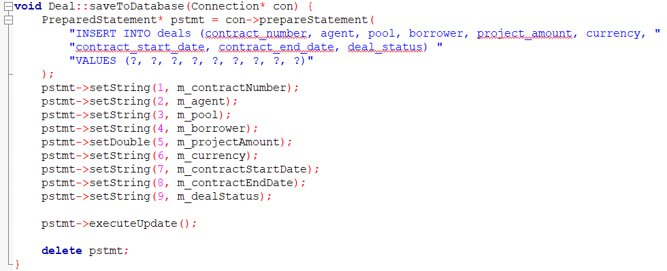 void Deal::saveToDatabase(Connection* con) {
    PreparedStatement* pstmt = con->prepareStatement(
        "INSERT INTO deals (contract_number, agent, pool, borrower, project_amount, currency, "
        "contract_start_date, contract_end_date, deal_status) "
        "VALUES (?, ?, ?, ?, ?, ?, ?, ?, ?)"
    );
    pstmt->setString(1, m_contractNumber);
    pstmt->setString(2, m_agent);
    pstmt->setString(3, m_pool);
    pstmt->setString(4, m_borrower);
    pstmt->setDouble(5, m_projectAmount);
    pstmt->setString(6, m_currency);
    pstmt->setString(7, m_contractStartDate);
    pstmt->setString(8, m_contractEndDate);
    pstmt->setString(9, m_dealStatus);

    pstmt->executeUpdate();

    delete pstmt;
}